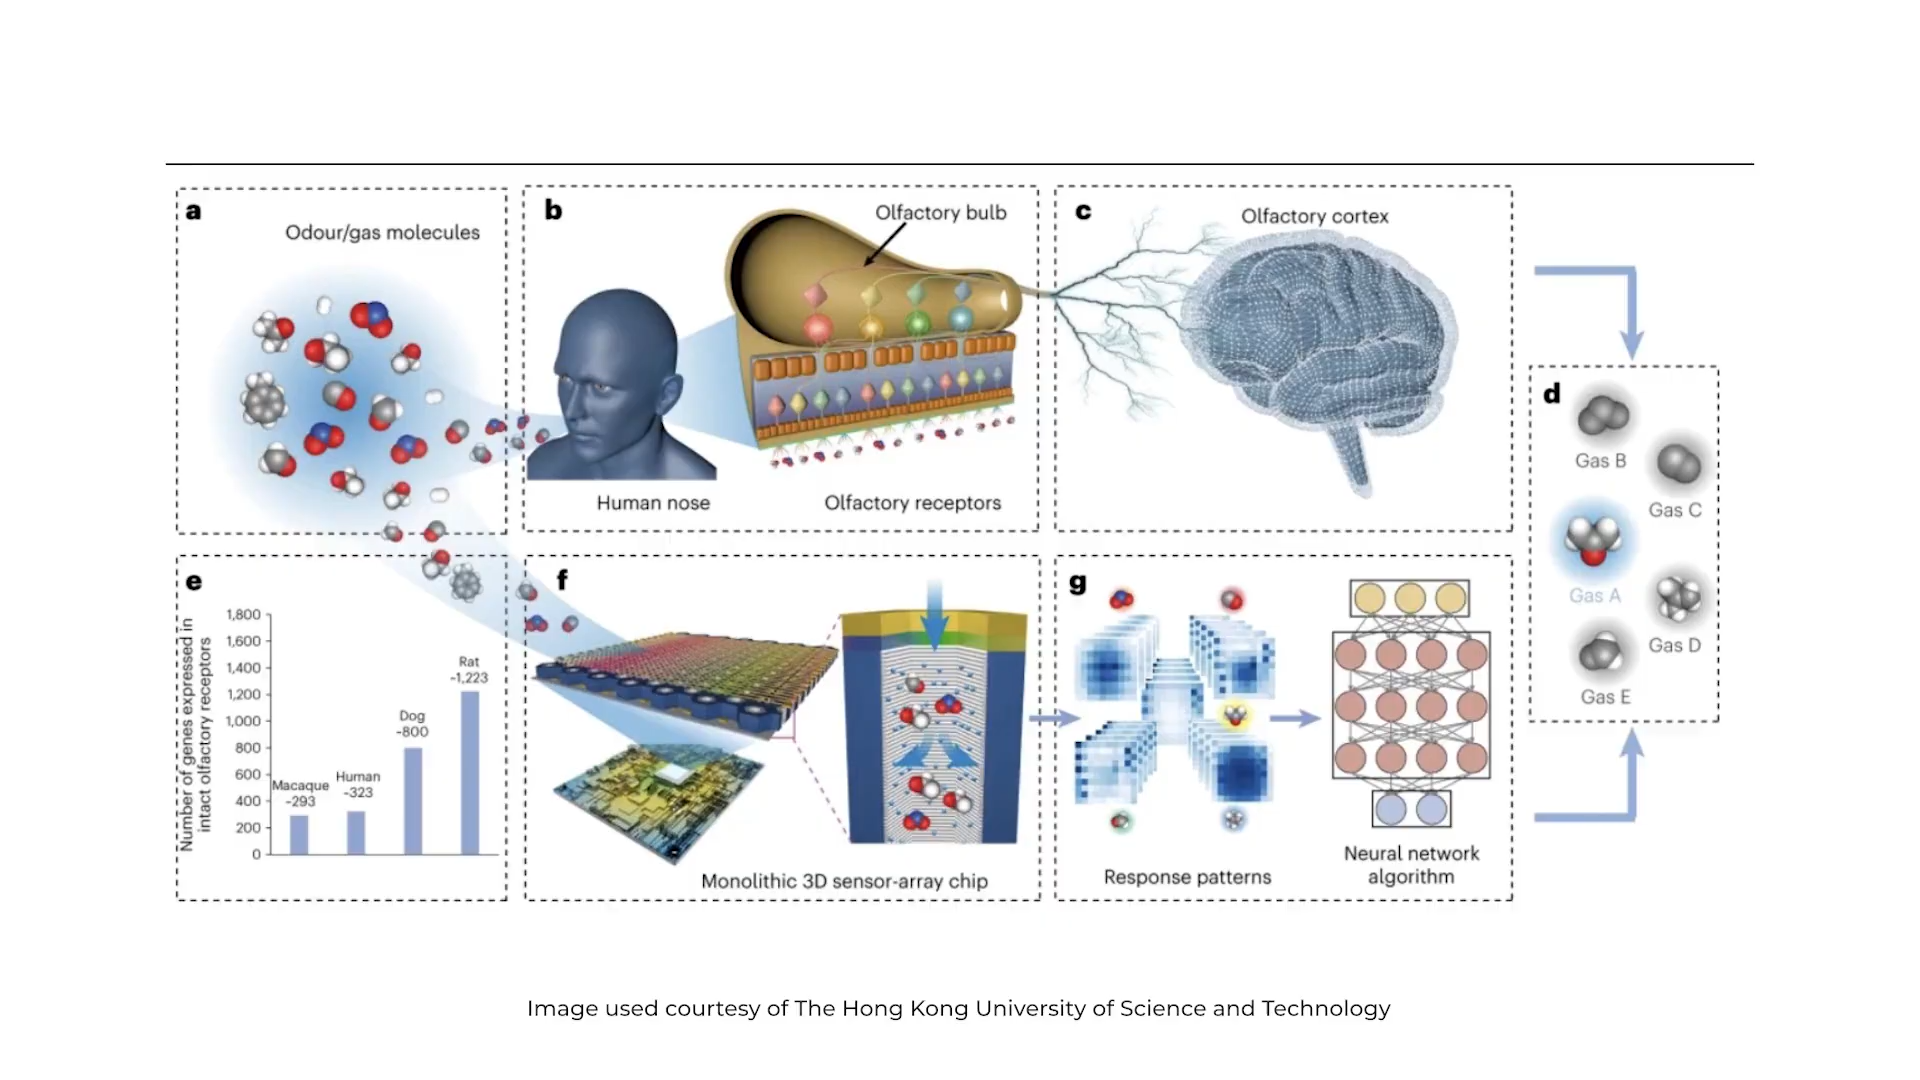 a
Odour/gas molecules
b
Olfactory bulb
Human nose
Olfactory receptors
c
Olfactory cortex
d
Gas B
Gas C
Gas A
Gas D
Gas E
e
Number of genes expressed in
intact olfactory receptors
1,800
1,600
1,400
1,200
1,000
800
600
400
200
0
Macaque
~293
Human
~323
Dog
~800
Rat
~1,223
f
Monolithic 3D sensor-array chip
g
Response patterns
Neural network
algorithm
Image used courtesy of The Hong Kong University of Science and Technology